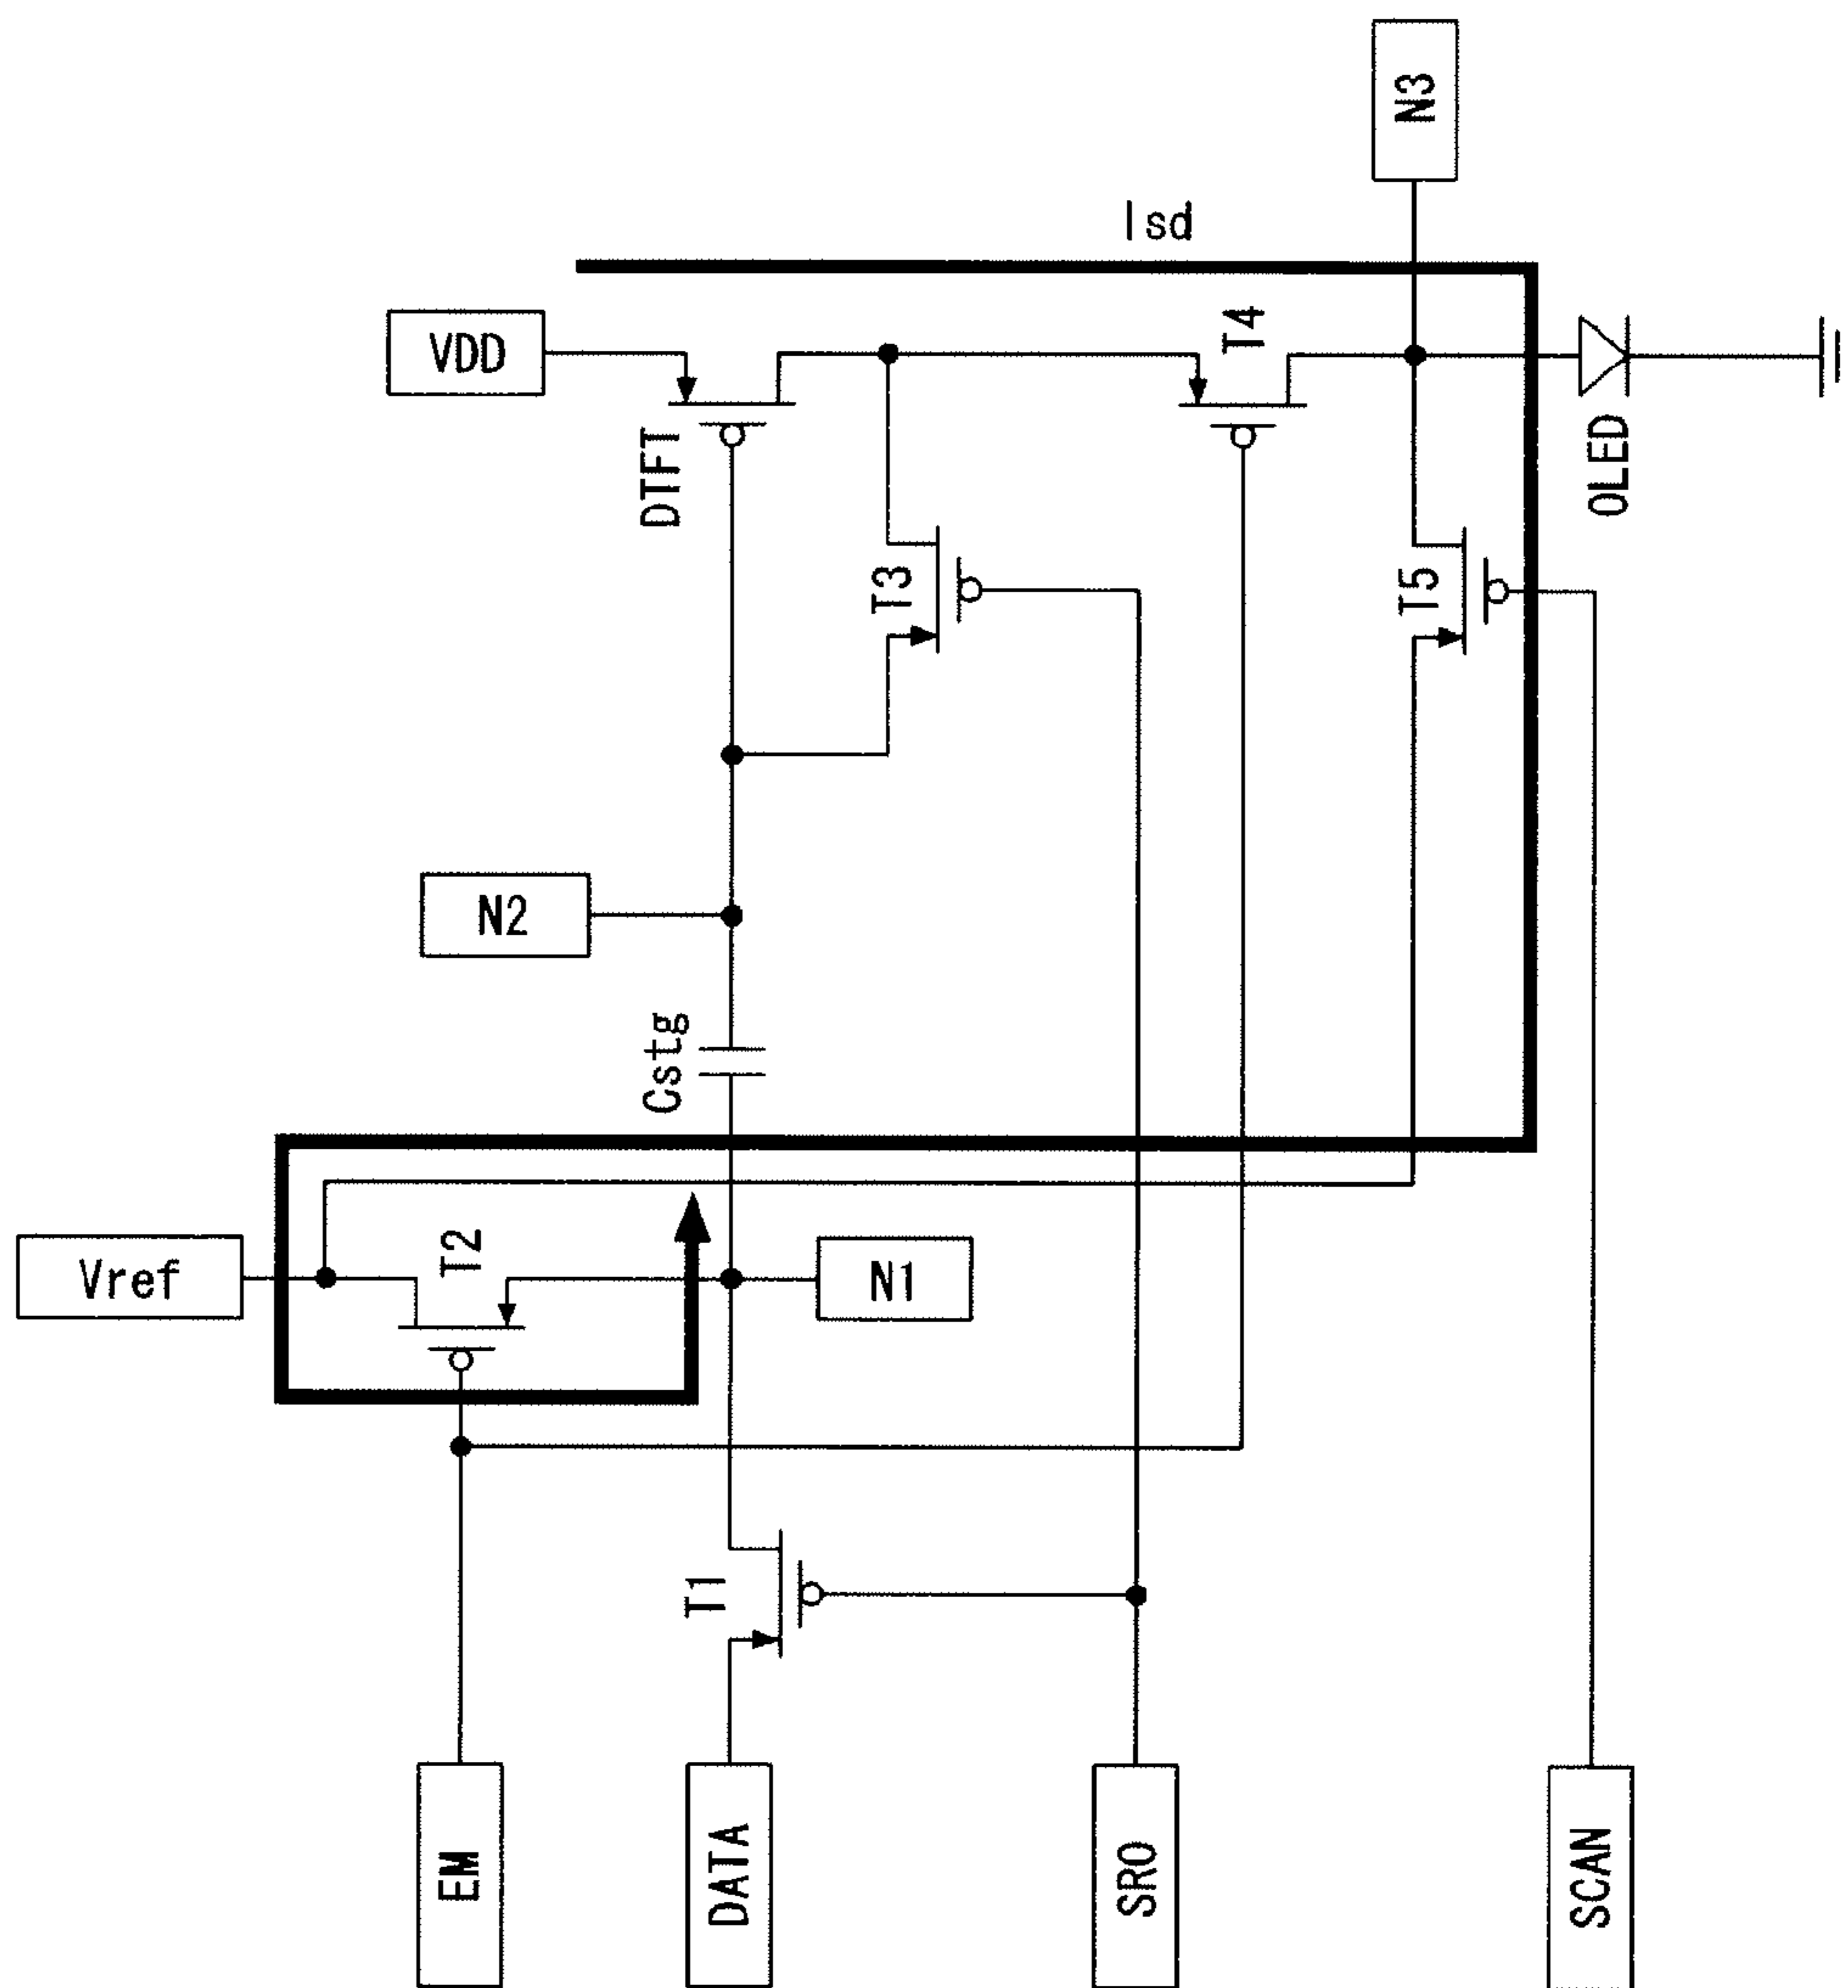 N3
Isd
VDD
T4
DTFT
OLED
T3
T5
N2
Cstg
T2
Vref
N1
T1
EM
DATA
SRO
SCAN